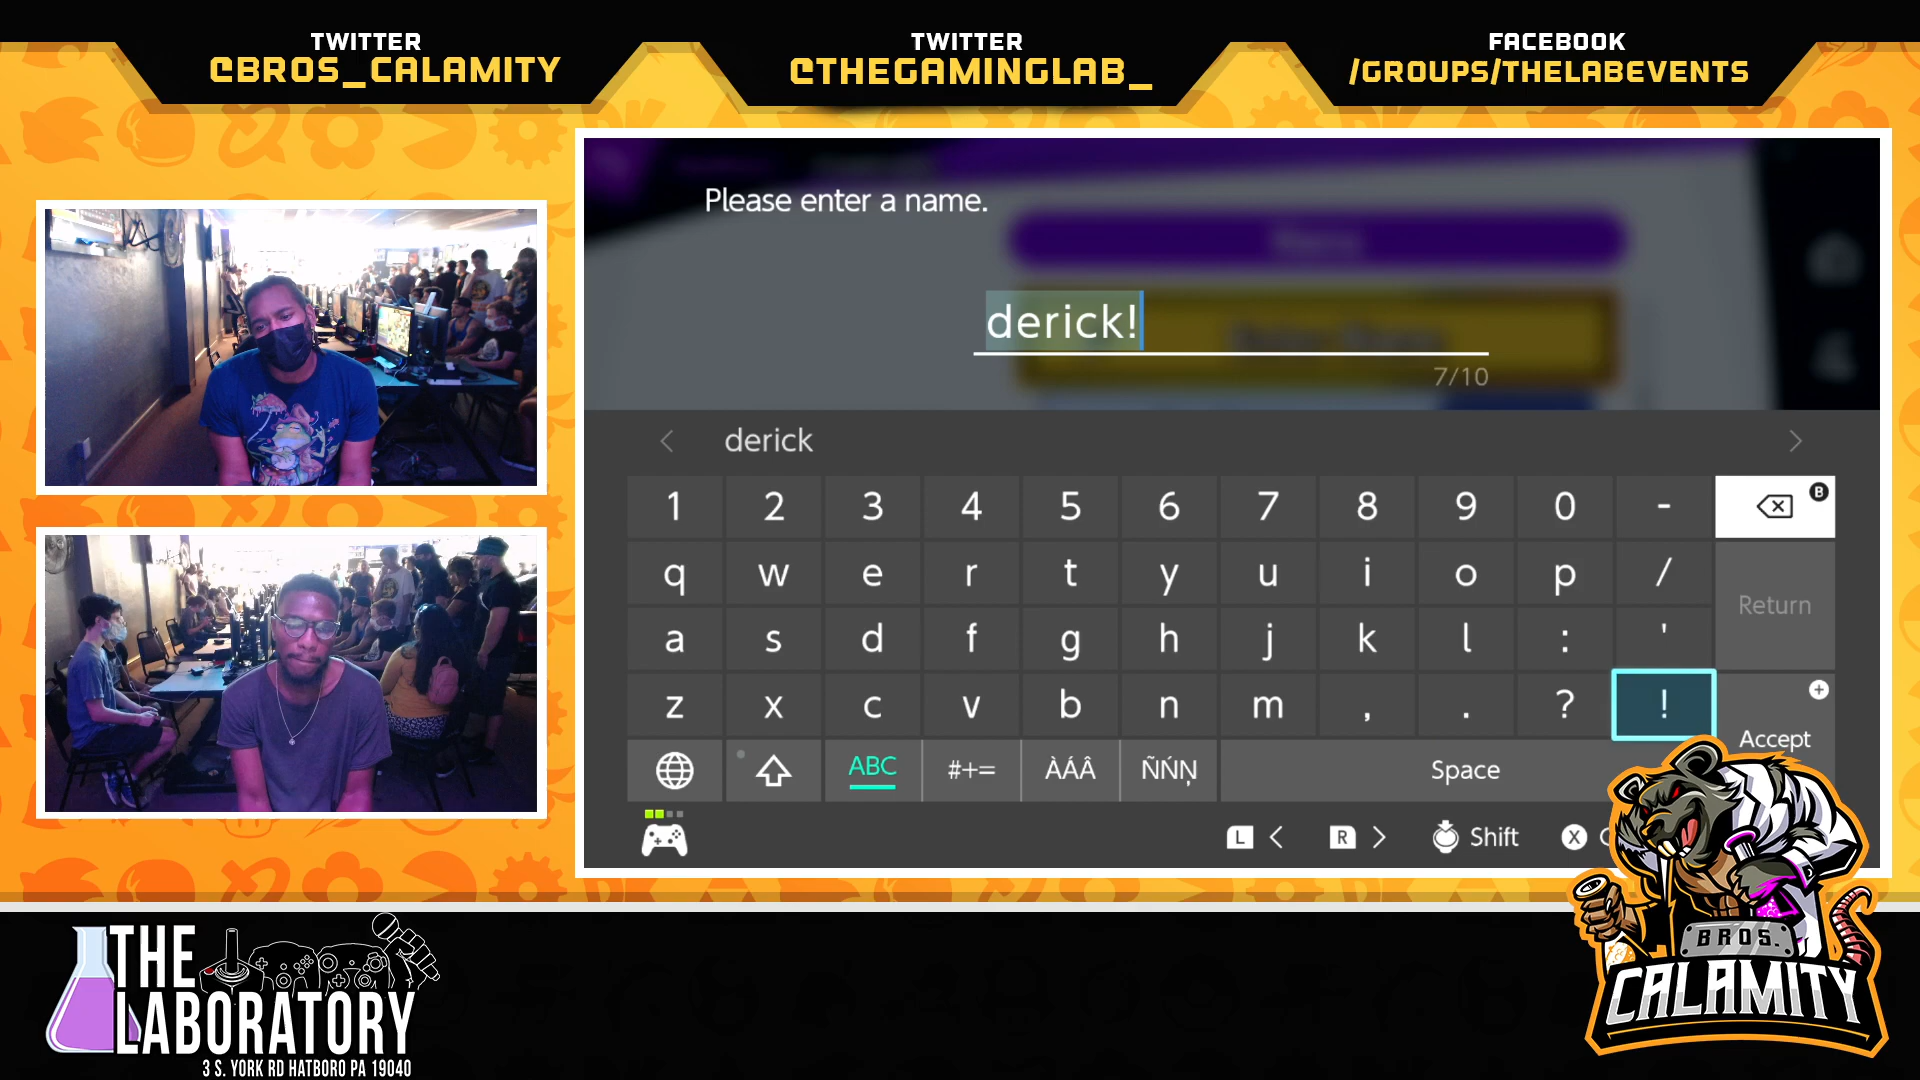 TWITTER
@BROS_CALAMITY
TWITTER
@THEGAMINGLAB_
FACEBOOK
/GROUPS/THELABEVENTS
Please enter a name.
derick!
7/10
derick
1 2 3 4 5 6 7 8 9 0 - B
q w e r t y u i o p / Return
a s d f g h j k l : '
z x c v b n m , . ? ! + Accept
ABC #+= ÀÁÂ ÑŃŅ Space
L < R > Shift X
THE
LABORATORY
3 S. YORK RD HATBORO PA 19040
BROS.
CALAMITY